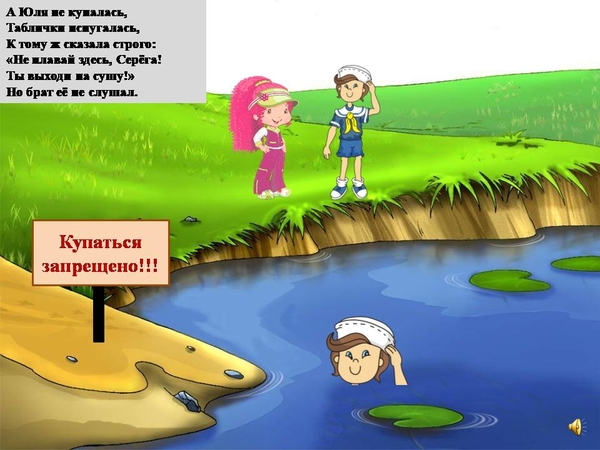 А Юля не купалась,
Таблички испугалась,
К тому ж сказала строго:
«Не плавай здесь, Серёга!
Ты выходи на сушу!»
Но брат её не слушал.
Купаться
запрещено!!!